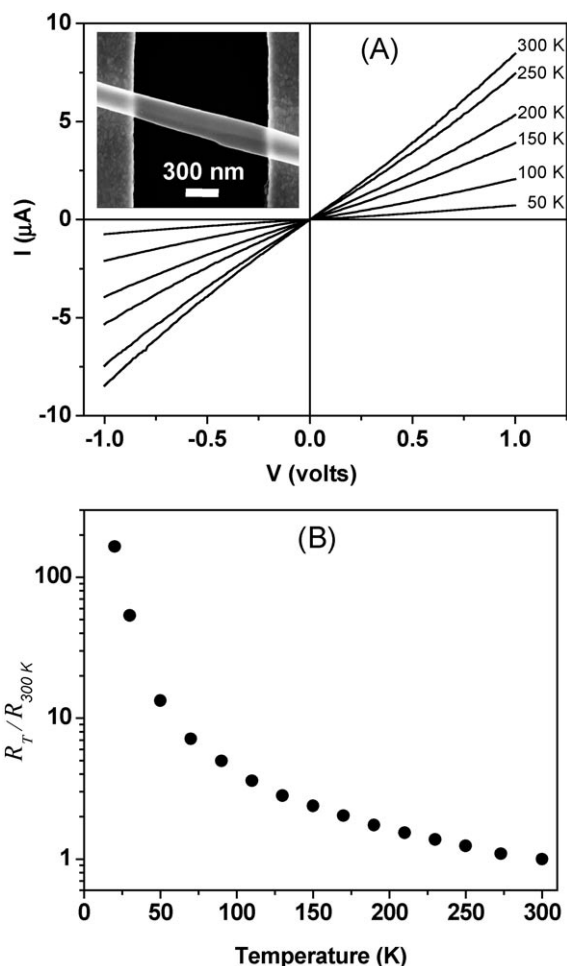 (A)
10
5
0
-5
-10
I (μA)
300 nm
300 K
250 K
200 K
150 K
100 K
50 K
-1.0 -0.5 0.0 0.5 1.0
V (volts)
(B)
100
10
1
R_T / R_300 K
0 50 100 150 200 250 300
Temperature (K)